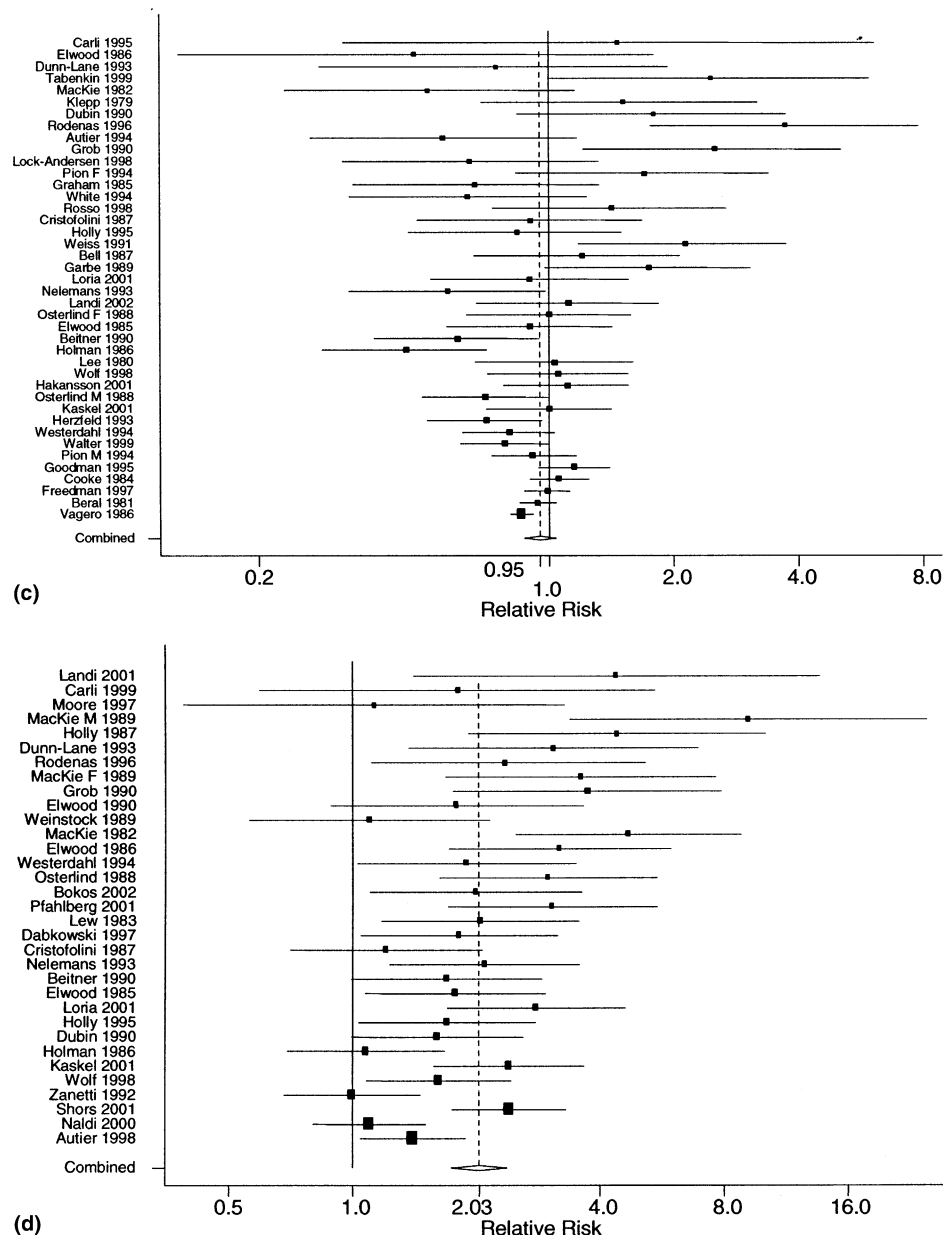 Carli 1995
Elwood 1986
Dunn-Lane 1993
Tabenkin 1999
MacKie 1982
Klepp 1979
Dubin 1990
Rodenas 1996
Autier 1994
Grob 1990
Lock-Andersen 1998
Pion F 1994
Graham 1985
White 1994
Rosso 1998
Cristofolini 1987
Holly 1995
Weiss 1991
Bell 1987
Garbe 1989
Loria 2001
Nelemans 1993
Landi 2002
Osterlind F 1988
Elwood 1985
Beitner 1990
Holman 1986
Lee 1980
Wolf 1998
Hakansson 2001
Osterlind M 1988
Kaskel 2001
Herzfeld 1993
Westerdahl 1994
Walter 1999
Pion M 1994
Goodman 1995
Cooke 1984
Freedman 1997
Beral 1981
Vagero 1986
Combined
0.2 0.95 1.0 2.0 4.0 8.0
(c)
Relative Risk
Landi 2001
Carli 1999
Moore 1997
MacKie M 1989
Holly 1987
Dunn-Lane 1993
Rodenas 1996
MacKie F 1989
Grob 1990
Elwood 1990
Weinstock 1989
MacKie 1982
Elwood 1986
Westerdahl 1994
Osterlind 1988
Bokos 2002
Pfahlberg 2001
Lew 1983
Dabkowski 1997
Cristofolini 1987
Nelemans 1993
Beitner 1990
Elwood 1985
Loria 2001
Holly 1995
Dubin 1990
Holman 1986
Kaskel 2001
Wolf 1998
Zanetti 1992
Shors 2001
Naldi 2000
Autier 1998
Combined
0.5 1.0 2.03 4.0 8.0 16.0
(d)
Relative Risk